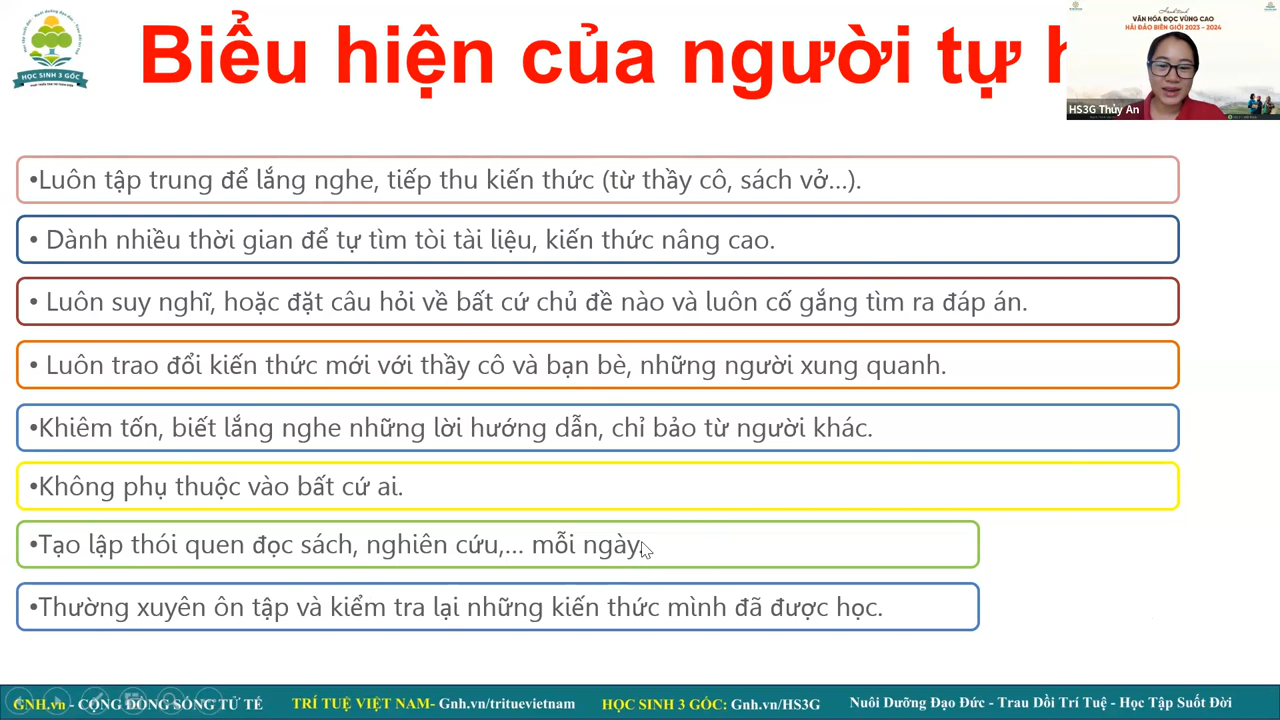 Biểu hiện của người tự h
HỌC SINH 3 GỐC
VĂN HÓA ĐỌC VÙNG CAO
HẢI ĐẢO BIÊN GIỚI 2023 - 2024
HS3G Thủy An
•Luôn tập trung để lắng nghe, tiếp thu kiến thức (từ thầy cô, sách vở...).
• Dành nhiều thời gian để tự tìm tòi tài liệu, kiến thức nâng cao.
• Luôn suy nghĩ, hoặc đặt câu hỏi về bất cứ chủ đề nào và luôn cố gắng tìm ra đáp án.
• Luôn trao đổi kiến thức mới với thầy cô và bạn bè, những người xung quanh.
•Khiêm tốn, biết lắng nghe những lời hướng dẫn, chỉ bảo từ người khác.
•Không phụ thuộc vào bất cứ ai.
•Tạo lập thói quen đọc sách, nghiên cứu,... mỗi ngày.
•Thường xuyên ôn tập và kiểm tra lại những kiến thức mình đã được học.
GNH.vn - CỘNG ĐỒNG SỐNG TỬ TẾ
TRÍ TUỆ VIỆT NAM- Gnh.vn/trituevietnam
HỌC SINH 3 GỐC: Gnh.vn/HS3G
Nuôi Dưỡng Đạo Đức - Trau Dồi Trí Tuệ - Học Tập Suốt Đời